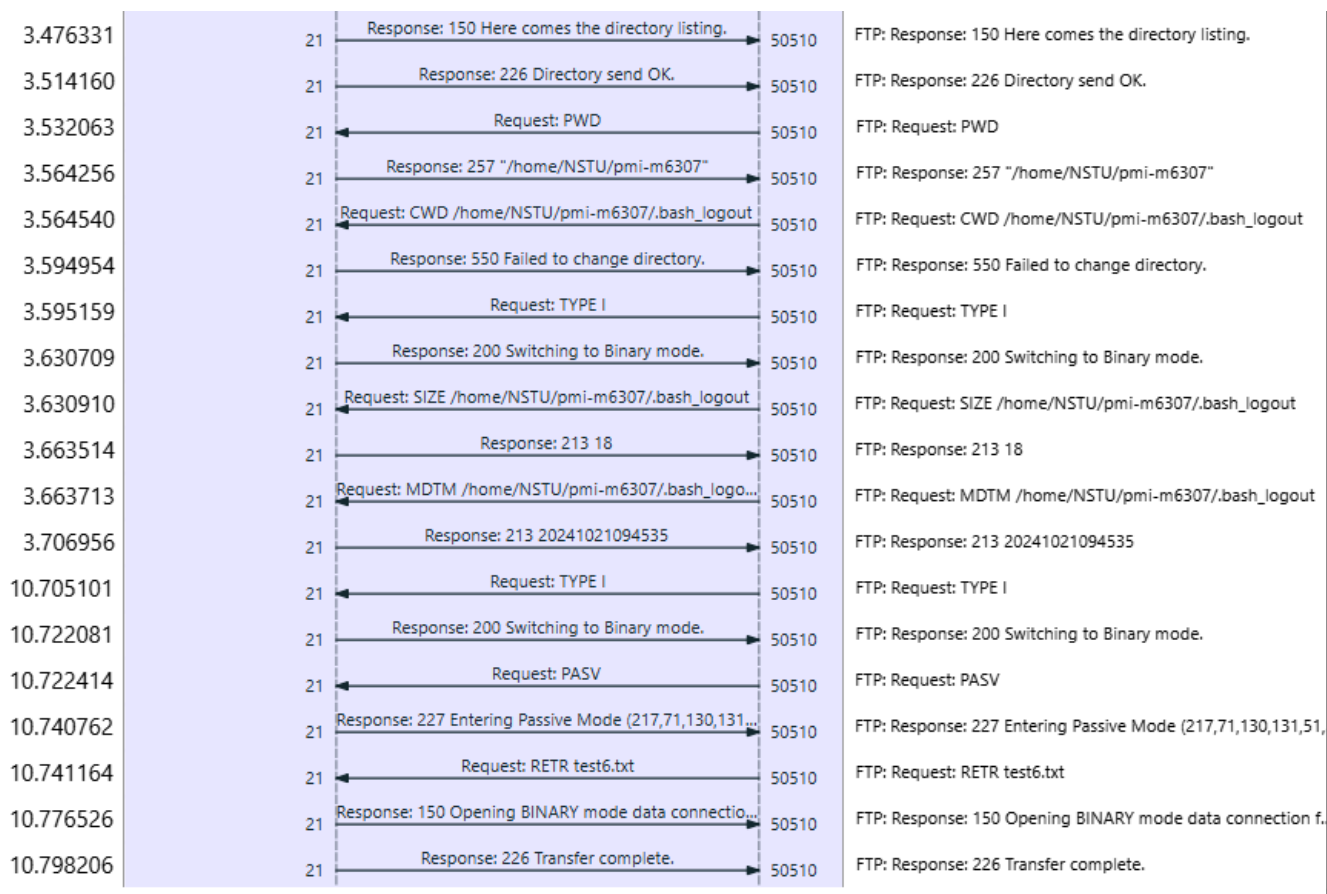 3.476331 21 Response: 150 Here comes the directory listing. 50510 FTP: Response: 150 Here comes the directory listing.
3.514160 21 Response: 226 Directory send OK. 50510 FTP: Response: 226 Directory send OK.
3.532063 21 Request: PWD 50510 FTP: Request: PWD
3.564256 21 Response: 257 "/home/NSTU/pmi-m6307" 50510 FTP: Response: 257 "/home/NSTU/pmi-m6307"
3.564540 21 Request: CWD /home/NSTU/pmi-m6307/.bash_logout 50510 FTP: Request: CWD /home/NSTU/pmi-m6307/.bash_logout
3.594954 21 Response: 550 Failed to change directory. 50510 FTP: Response: 550 Failed to change directory.
3.595159 21 Request: TYPE I 50510 FTP: Request: TYPE I
3.630709 21 Response: 200 Switching to Binary mode. 50510 FTP: Response: 200 Switching to Binary mode.
3.630910 21 Request: SIZE /home/NSTU/pmi-m6307/.bash_logout 50510 FTP: Request: SIZE /home/NSTU/pmi-m6307/.bash_logout
3.663514 21 Response: 213 18 50510 FTP: Response: 213 18
3.663713 21 Request: MDTM /home/NSTU/pmi-m6307/.bash_logo... 50510 FTP: Request: MDTM /home/NSTU/pmi-m6307/.bash_logout
3.706956 21 Response: 213 20241021094535 50510 FTP: Response: 213 20241021094535
10.705101 21 Request: TYPE I 50510 FTP: Request: TYPE I
10.722081 21 Response: 200 Switching to Binary mode. 50510 FTP: Response: 200 Switching to Binary mode.
10.722414 21 Request: PASV 50510 FTP: Request: PASV
10.740762 21 Response: 227 Entering Passive Mode (217,71,130,131... 50510 FTP: Response: 227 Entering Passive Mode (217,71,130,131,51,
10.741164 21 Request: RETR test6.txt 50510 FTP: Request: RETR test6.txt
10.776526 21 Response: 150 Opening BINARY mode data connectio... 50510 FTP: Response: 150 Opening BINARY mode data connection f..
10.798206 21 Response: 226 Transfer complete. 50510 FTP: Response: 226 Transfer complete.